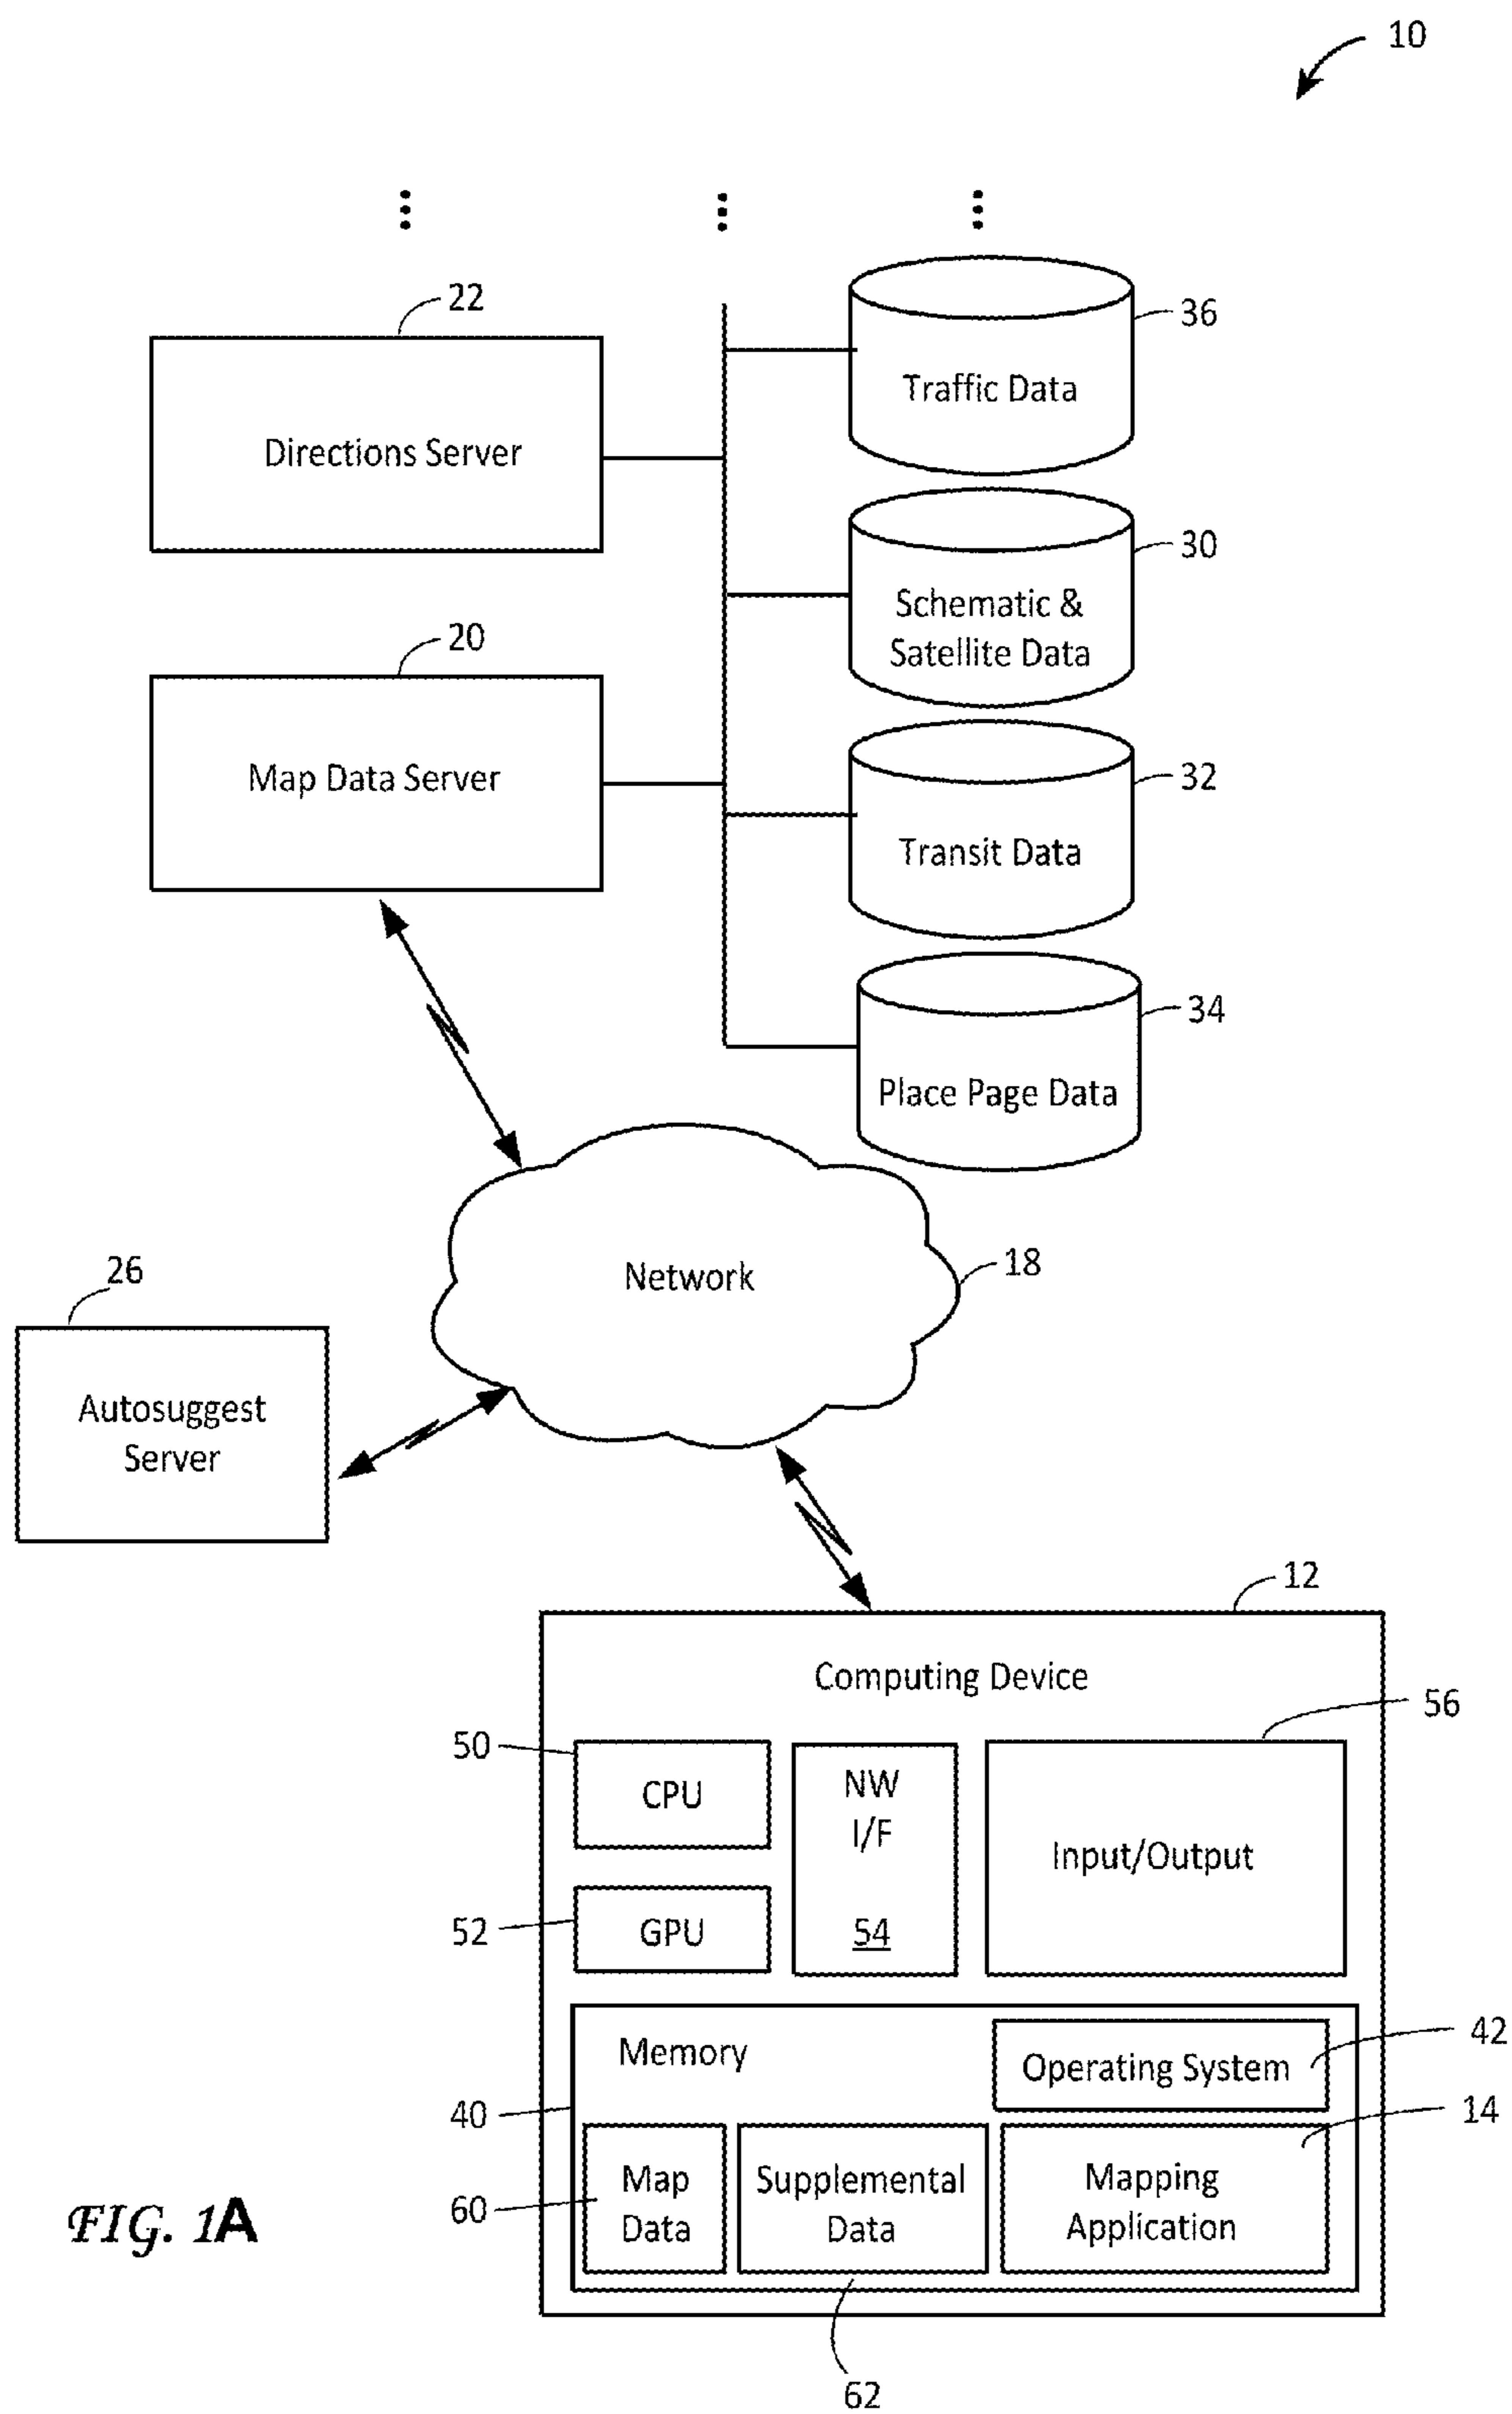 10
22
36
Directions Server
Traffic Data
30
Schematic &
Satellite Data
20
Map Data Server
32
Transit Data
34
Place Page Data
Network
18
26
Autosuggest
Server
12
Computing Device
56
50
CPU
NW
I/F
54
Input/Output
52
GPU
Memory
Operating System
42
40
14
60
Map
Data
Supplemental
Data
Mapping
Application
62
FIG. 1A